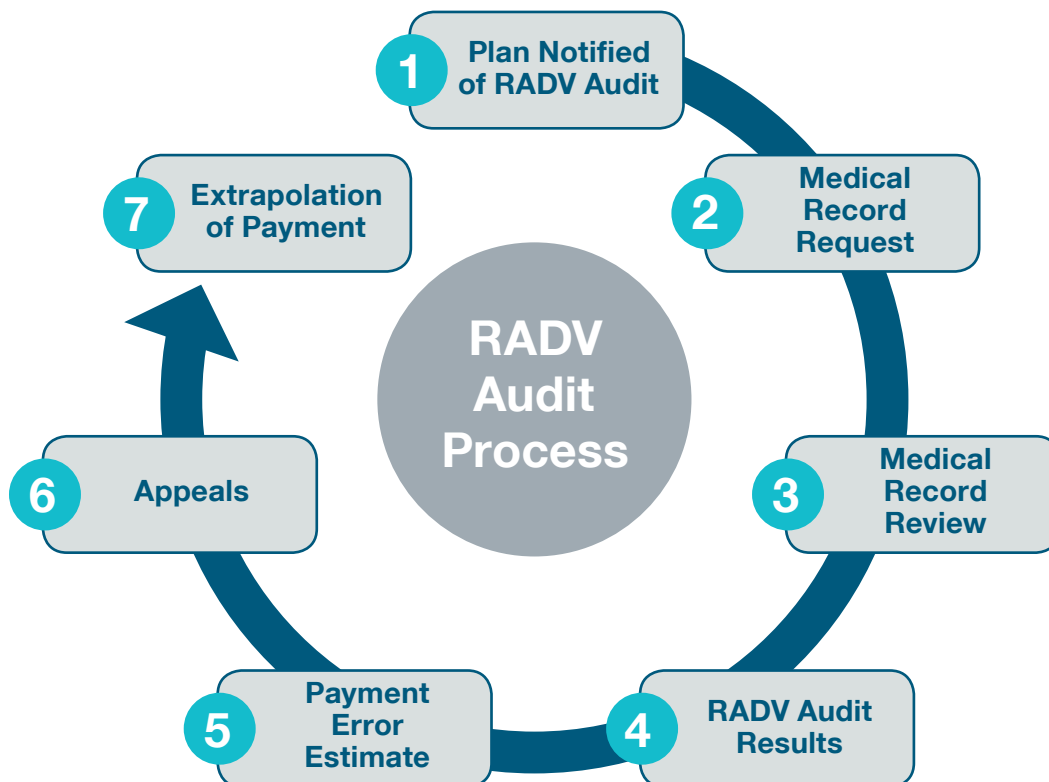 1
Plan Notified
of RADV Audit
2
Medical
Record
Request
3
Medical
Record
Review
4
RADV Audit
Results
5
Payment
Error
Estimate
6
Appeals
7
Extrapolation
of Payment
RADV
Audit
Process